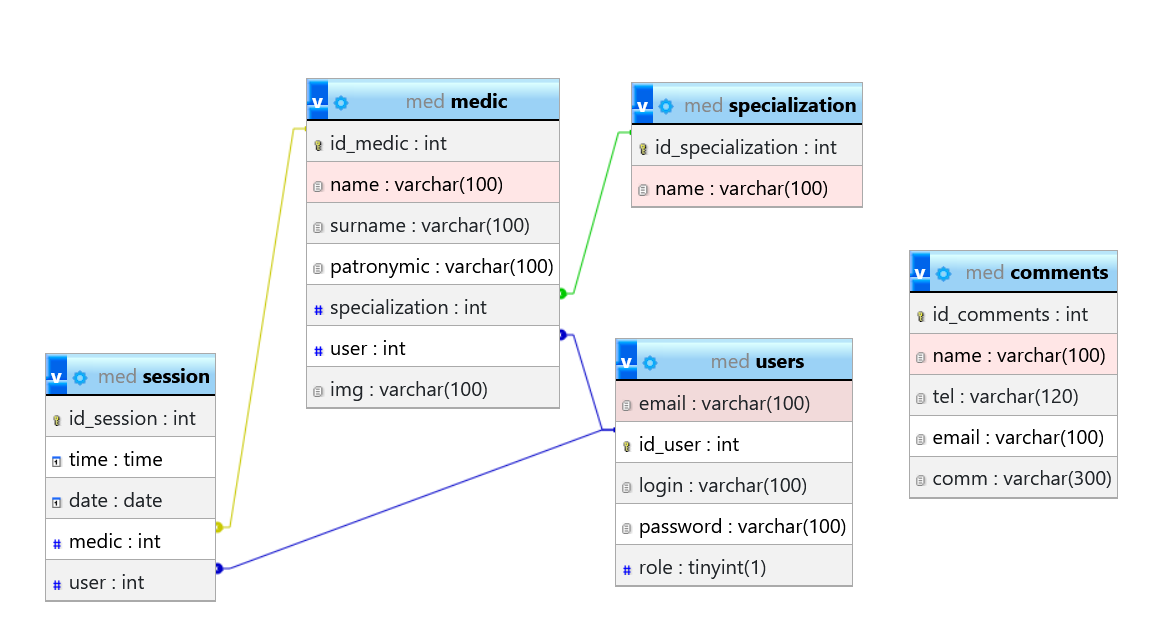 v med medic
id_medic : int
name : varchar(100)
surname : varchar(100)
patronymic : varchar(100)
specialization : int
user : int
img : varchar(100)
v med specialization
id_specialization : int
name : varchar(100)
v med comments
id_comments : int
name : varchar(100)
tel : varchar(120)
email : varchar(100)
comm : varchar(300)
v med session
id_session : int
time : time
date : date
medic : int
user : int
v med users
email : varchar(100)
id_user : int
login : varchar(100)
password : varchar(100)
role : tinyint(1)